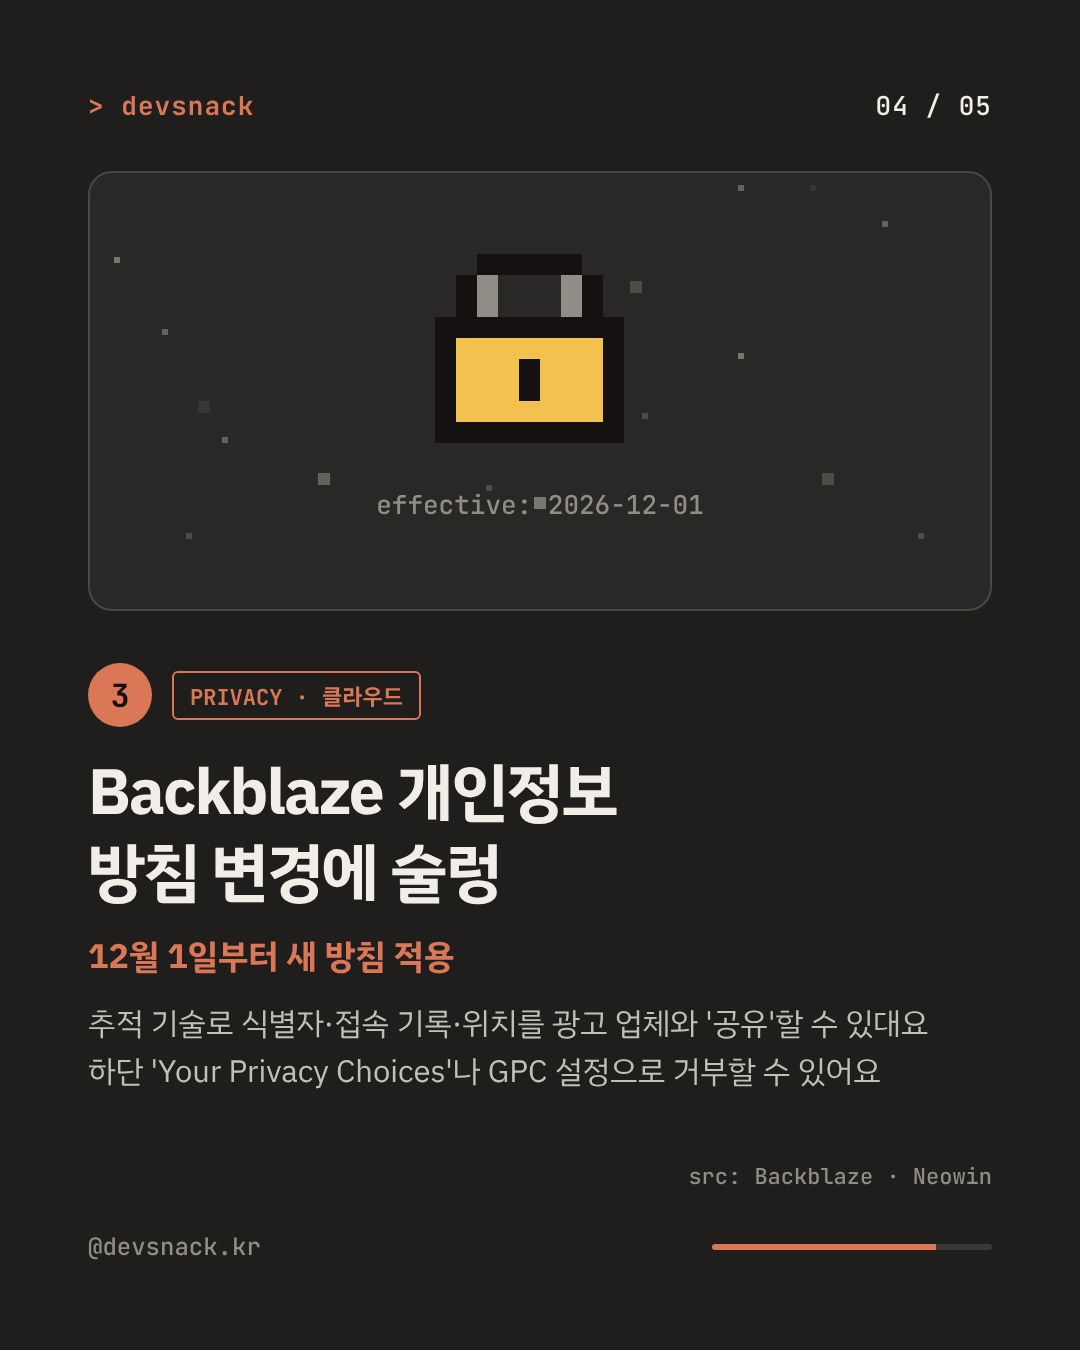 > devsnack
04 / 05
effective: 2026-12-01
3
PRIVACY · 클라우드
Backblaze 개인정보
방침 변경에 술렁
12월 1일부터 새 방침 적용
추적 기술로 식별자·접속 기록·위치를 광고 업체와 '공유'할 수 있대요
하단 'Your Privacy Choices'나 GPC 설정으로 거부할 수 있어요
src: Backblaze · Neowin
@devsnack.kr